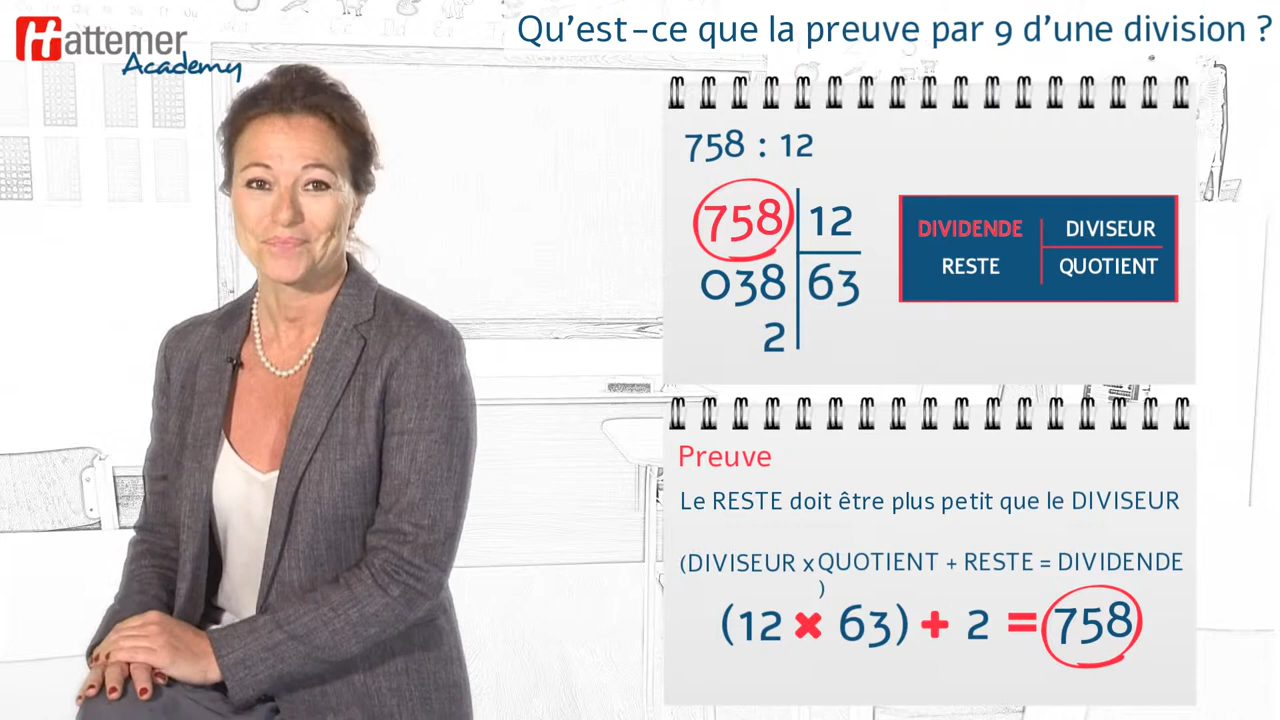 Hattemer
Academy
Qu'est-ce que la preuve par 9 d'une division ?
758 : 12
758 12
038 63
2
DIVIDENDE DIVISEUR
RESTE QUOTIENT
Preuve
Le RESTE doit être plus petit que le DIVISEUR
(DIVISEUR x QUOTIENT + RESTE = DIVIDENDE
)
(12 × 63) + 2 = 758